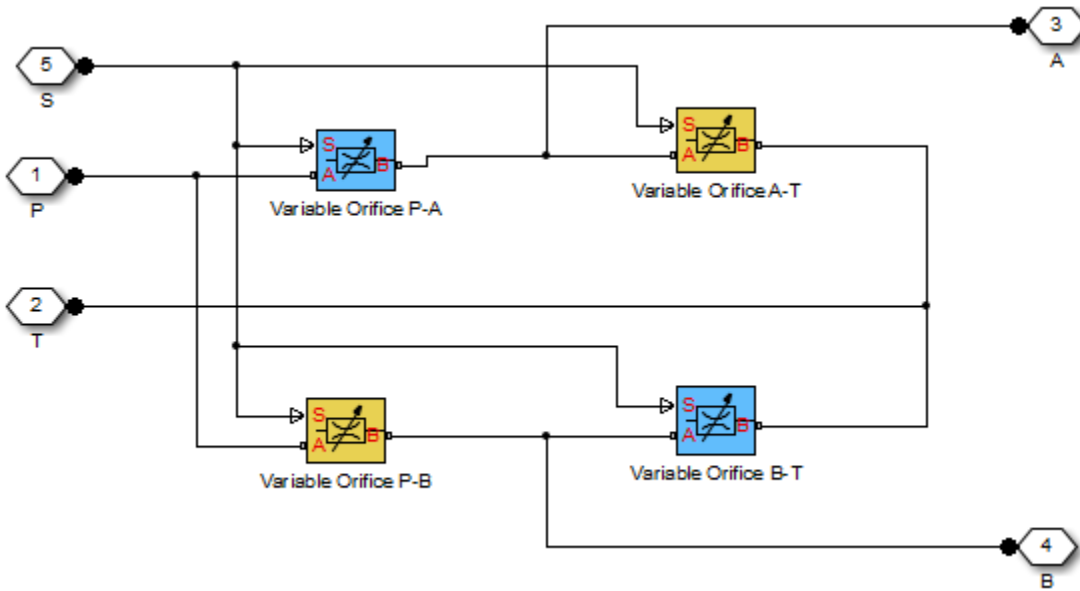 3
A
5
S
S
A
B
Variable Orifice P-A
S
A
B
Variable Orifice A-T
1
P
2
T
S
A
B
Variable Orifice P-B
S
A
B
Variable Orifice B-T
4
B